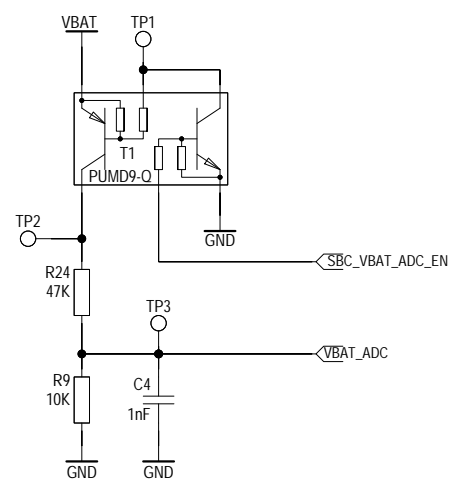 VBAT
TP1
T1
PUMD9-Q
TP2
GND
SBC_VBAT_ADC_EN
R24
47K
TP3
VBAT_ADC
R9
10K
C4
1nF
GND
GND